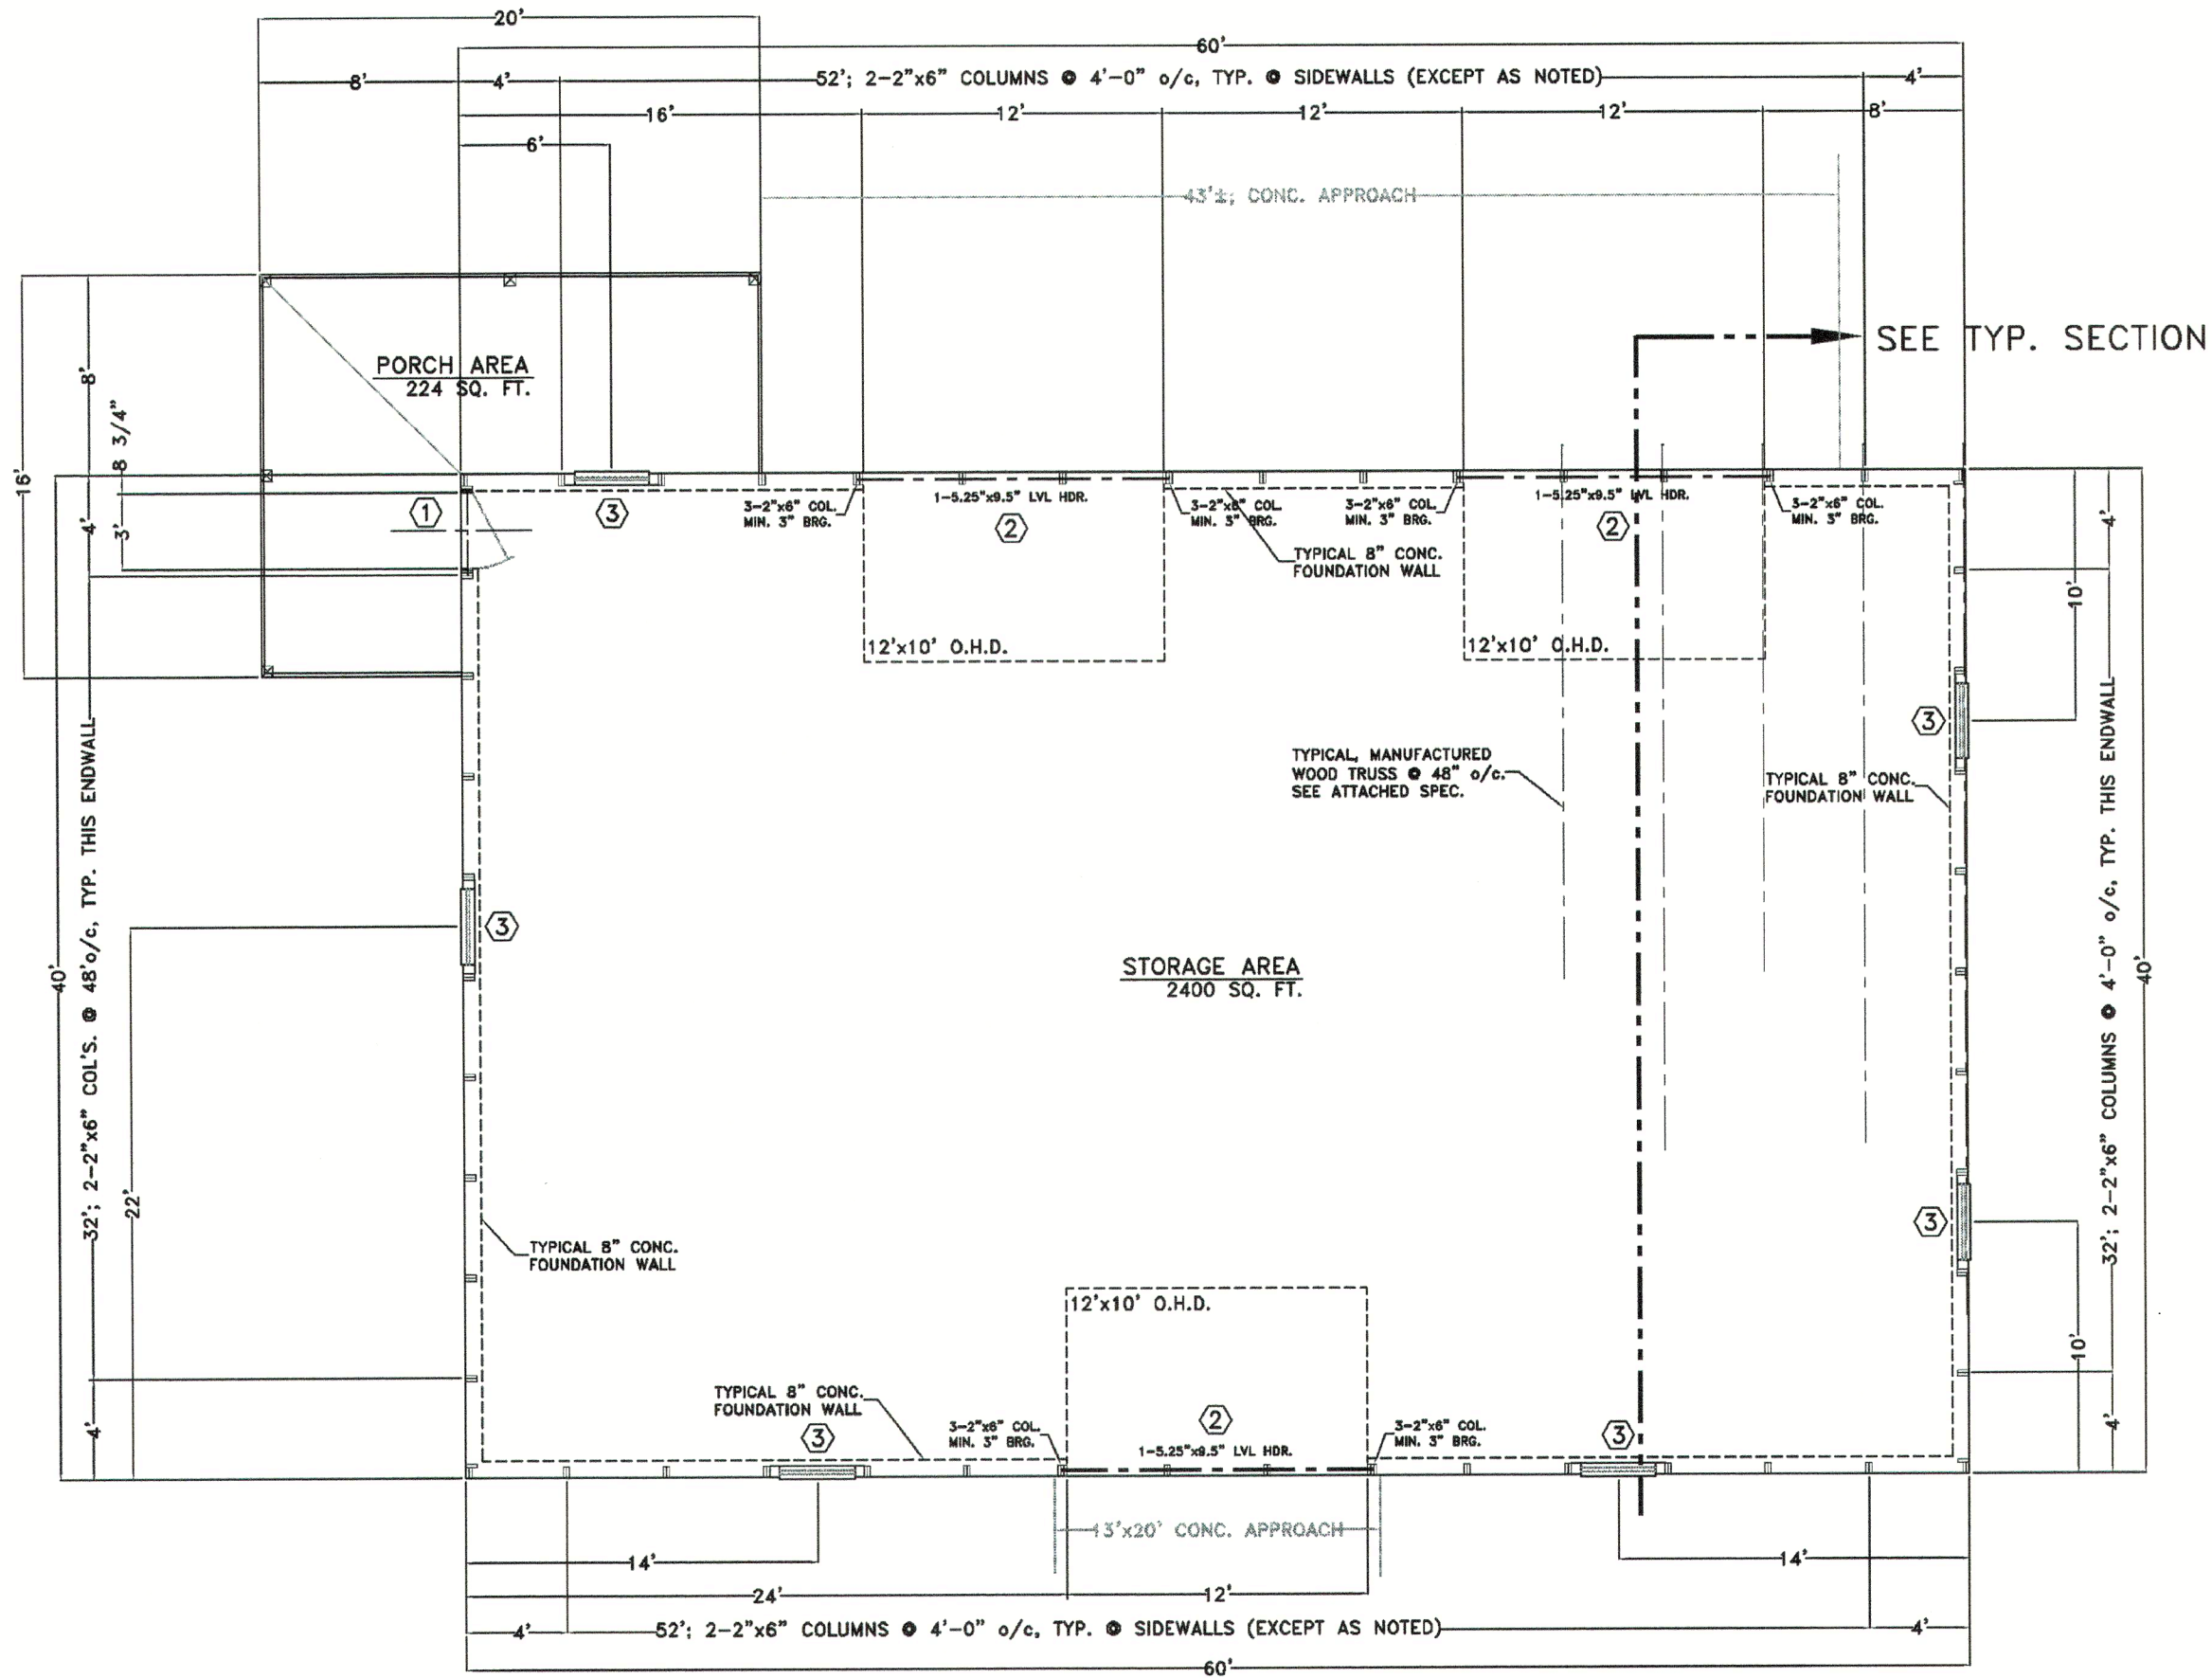 20'
60'
8'
4'
52'; 2-2"x6" COLUMNS @ 4'-0" o/c, TYP. @ SIDEWALLS (EXCEPT AS NOTED)
4'
16'
12'
12'
12'
8'
6'
43'±; CONC. APPROACH
SEE TYP. SECTION
PORCH AREA
224 SQ. FT.
8'
8 3/4"
16'
4'
3'
1
3
3-2"x6" COL.
MIN. 3" BRG.
1-5.25"x9.5" LVL HDR.
2
3-2"x6" COL.
MIN. 3" BRG.
3-2"x6" COL.
MIN. 3" BRG.
1-5.25"x9.5" LVL HDR.
2
3-2"x6" COL.
MIN. 3" BRG.
TYPICAL 8" CONC.
FOUNDATION WALL
4'
10'
12'x10' O.H.D.
12'x10' O.H.D.
3
TYPICAL, MANUFACTURED
WOOD TRUSS @ 48" o/c.
SEE ATTACHED SPEC.
TYPICAL 8" CONC.
FOUNDATION WALL
3
STORAGE AREA
2400 SQ. FT.
40'
32'; 2-2"x6" COL'S. @ 48'o/c, TYP. THIS ENDWALL
22'
32'; 2-2"x6" COLUMNS @ 4'-0" o/c, TYP. THIS ENDWALL
40'
3
TYPICAL 8" CONC.
FOUNDATION WALL
12'x10' O.H.D.
10'
4'
TYPICAL 8" CONC.
FOUNDATION WALL
3
3-2"x6" COL.
MIN. 3" BRG.
2
1-5.25"x9.5" LVL HDR.
3-2"x6" COL.
MIN. 3" BRG.
3
4'
13'x20' CONC. APPROACH
14'
14'
24'
12'
4'
52'; 2-2"x6" COLUMNS @ 4'-0" o/c, TYP. @ SIDEWALLS (EXCEPT AS NOTED)
4'
60'